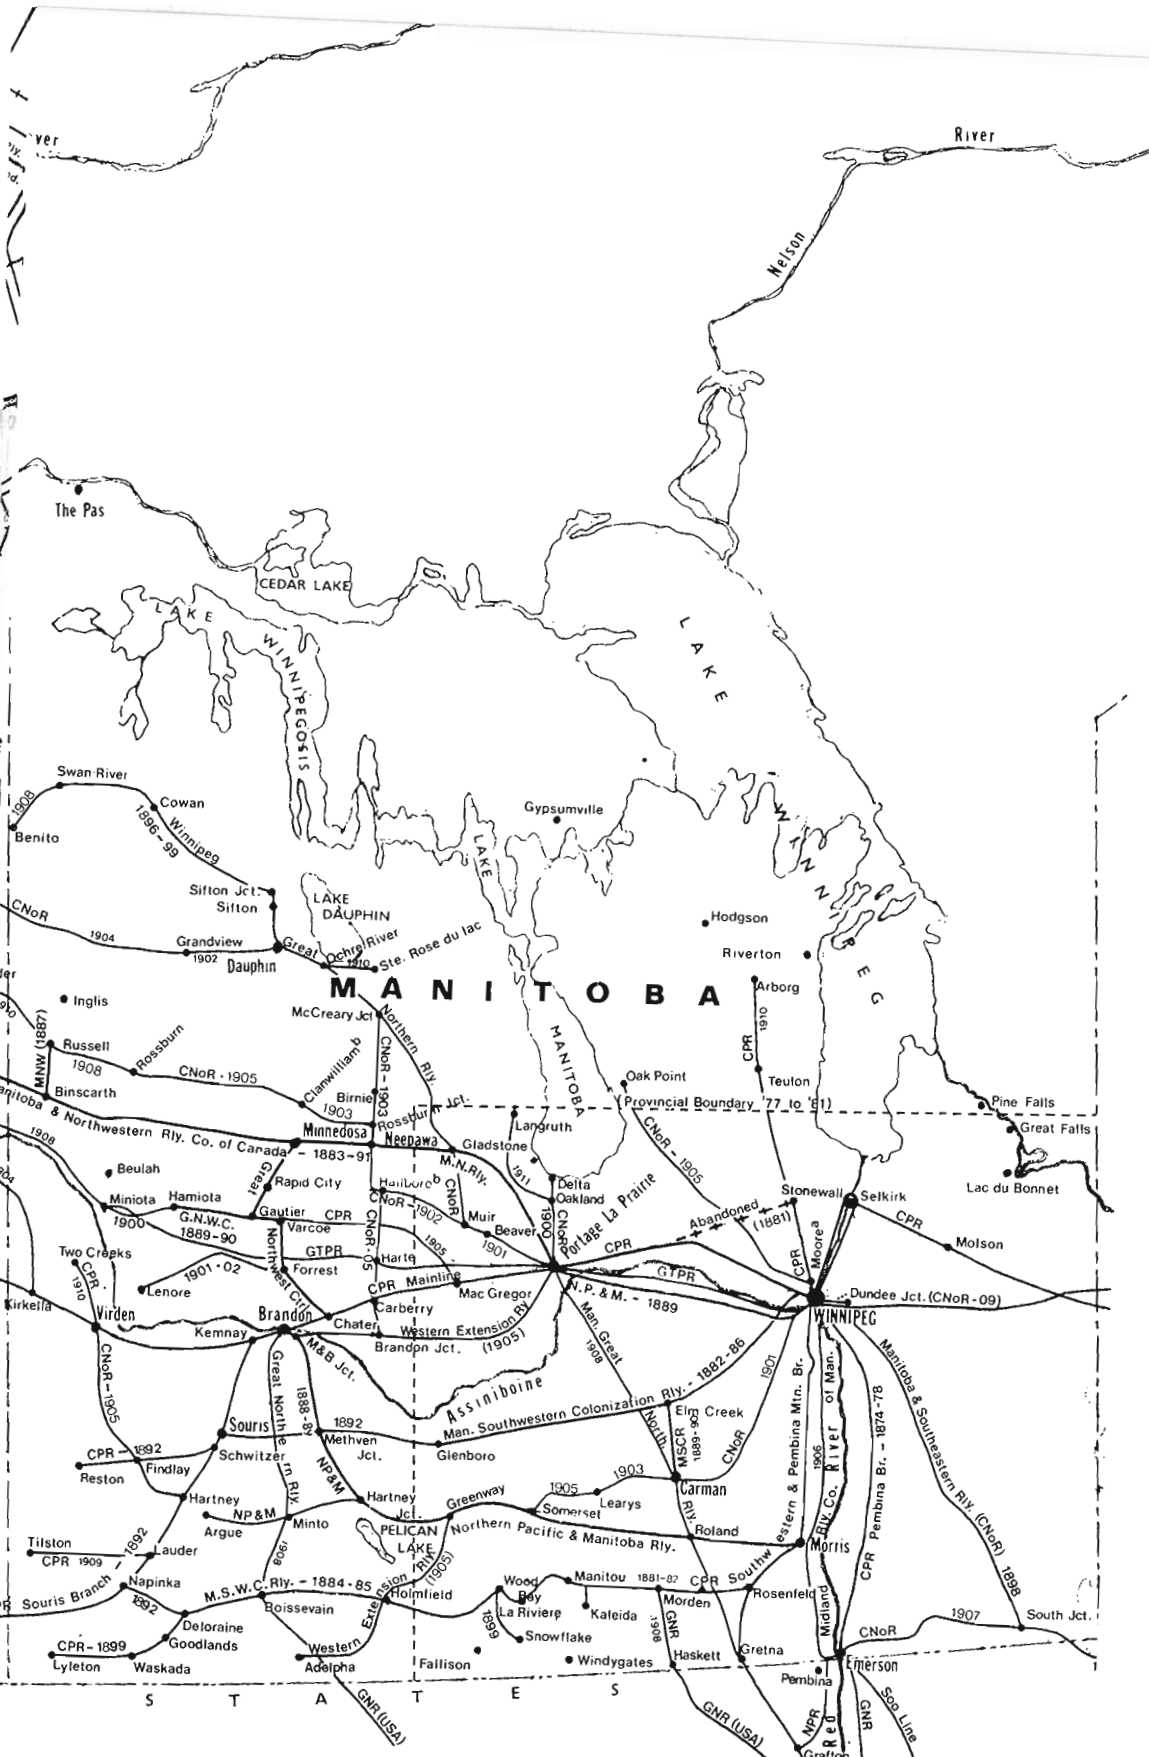 ver
River
Nelson
The Pas
CEDAR LAKE
LAKE
WINNIPEGOSIS
LAKE
WINNIPEG
Swan River
1908
Cowan
Benito
1896-99
Winnipeg
Gypsumville
LAKE
Sifton Jct.
Sifton
LAKE
DAUPHIN
CNoR
1904
Grandview
1902
Great
Dauphin
Ochre River
1910
Ste. Rose du lac
Hodgson
Riverton
MANITOBA
Arborg
1910
CPR
Inglis
McCreary Jct
Northern Rly.
MANITOBA
MNW (1887)
Russell
1908
Rossburn
CNoR - 1905
Clanwilliam
CNoR - 1903
Birnie
1903
Rossburn Jct.
Oak Point
Teulon
(Provincial Boundary '77 to '81)
Binscarth
Pine Falls
Great Falls
Lac du Bonnet
Manitoba & Northwestern Rly. Co. of Canada - 1883-91
Minnedosa
Neepawa
Gladstone
Langruth
M.N.Rly.
1911
CNoR - 1905
1908
Beulah
Great
Rapid City
Hallboro
CNoR
CNoR - 1902
Delta
Oakland
1900
CNoR
Portage La Prairie
Miniota
Hamiota
1900
G.N.W.C.
1889-90
Gautier
CPR
Varcoe
Muir
Beaver
1901
Abandoned
(1881)
Stonewall
Selkirk
CPR
Molson
Two Creeks
CPR
1910
GTPR
CNoR-05
Harte
1905
CPR
CPR
Moorea
1901-02
Lenore
Northwest Cntrl
Forrest
CPR Mainline
Mac Gregor
GTPR
N.P.& M. - 1889
Dundee Jct. (CNoR-09)
WINNIPEG
Kirkella
Virden
Brandon
Carberry
Kemnay
Chater
Western Extension Rly
(1905)
Brandon Jct.
M&B Jct.
Man. Great
1908
North.
Rly.
Assiniboine
CNoR-1905
Great Northern Rly.
1908
1888-89
Souris
1892
Methven
Jct.
Man. Southwestern Colonization Rly. - 1882-86
Glenboro
Elm Creek
MSCR
1889-90
CNoR
1901
CPR - 1892
Reston
Findlay
Schwitzer
NP&M
1905
1903
Learys
Carman
Hartney
NP&M
Argue
Minto
Hartney
Jct.
Greenway
Somerset
Northern Pacific & Manitoba Rly.
Roland
Morris
PELICAN
LAKE
Southwestern & Pembina Mtn. Br.
1906
Midland Rly. Co. of Man.
Red River
CPR Pembina Br. - 1874-78
Manitoba & Southeastern Rly. (CNoR) 1898
Tilston
CPR 1909
Lauder
1892
Souris Branch
Napinka
1892
M.S.W.C.Rly. - 1884-85
Boissevain
Western Extension Rly
(1905)
Holmfield
Wood
Bay
La Riviere
1899
Snowflake
Manitou
1881-82
CPR
Kaleida
Morden
Rosenfeld
Deloraine
Goodlands
CPR-1899
Lyleton
Waskada
Adelpha
Fallison
Windygates
GNR
1908
Haskett
Gretna
Pembina
Emerson
CNoR
1907
South Jct.
STATES
GNR (USA)
GNR (USA)
NPR
Grafton
GNR
Soo Line